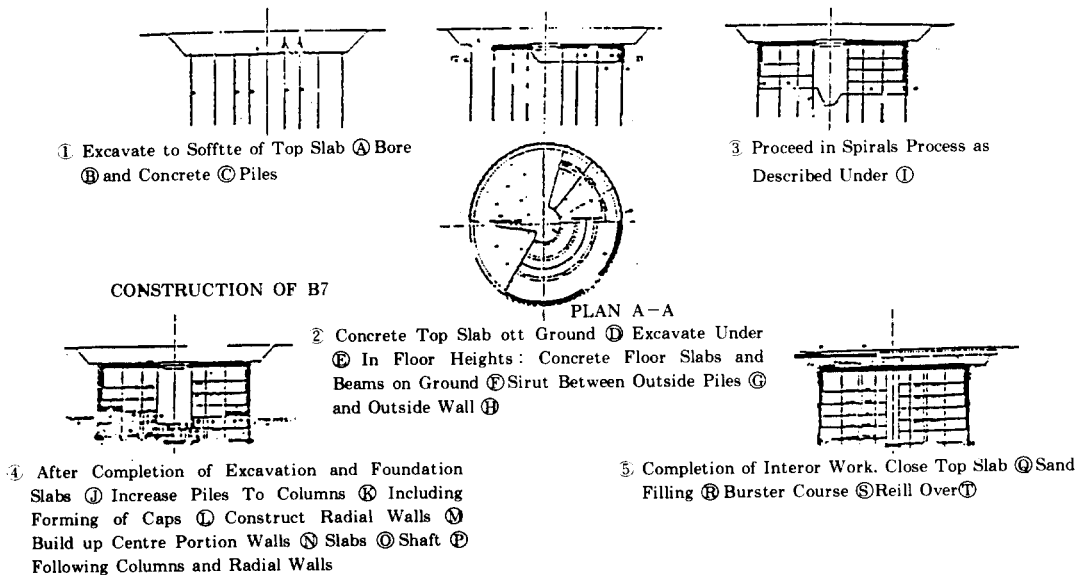 ① Excavate to Sofftte of Top Slab Ⓐ Bore
Ⓑ and Concrete Ⓒ Piles
③ Proceed in Spirals Process as
Described Under Ⓘ
CONSTRUCTION OF B7
PLAN A-A
② Concrete Top Slab ott Ground Ⓓ Excavate Under
Ⓔ In Floor Heights: Concrete Floor Slabs and
Beams on Ground Ⓕ Sirut Between Outside Piles Ⓖ
and Outside Wall Ⓗ
④ After Completion of Excavation and Foundation
Slabs Ⓙ Increase Piles To Columns Ⓚ Including
Forming of Caps Ⓛ Construct Radial Walls Ⓜ
Build up Centre Portion Walls Ⓝ Slabs Ⓞ Shaft Ⓟ
Following Columns and Radial Walls
⑤ Completion of Interor Work. Close Top Slab Ⓠ Sand
Filling Ⓡ Burster Course Ⓢ Reill Over Ⓣ